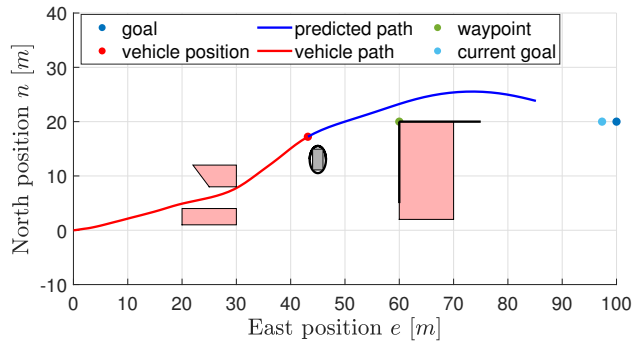 goal
predicted path
waypoint
vehicle position
vehicle path
current goal
North position n [m]
40
30
20
10
0
-10
0 10 20 30 40 50 60 70 80 90 100
East position e [m]